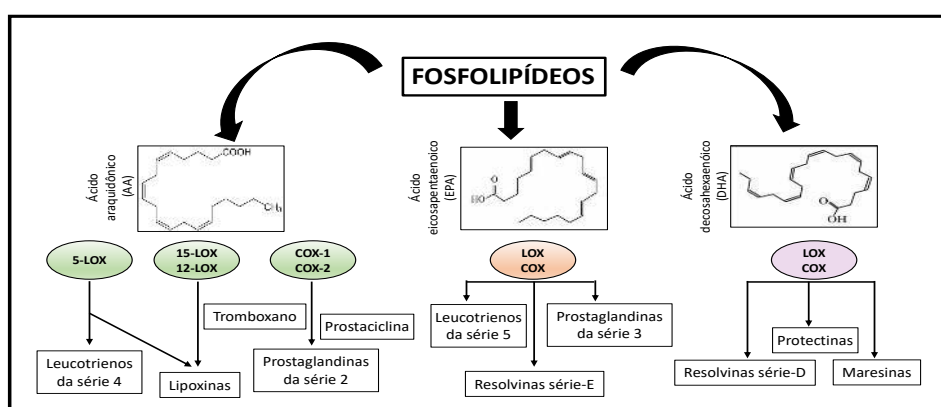 FOSFOLIPÍDEOS
Ácido
araquidônico
(AA)
COOH
CH₃
Ácido
eicosapentaenoico
(EPA)
O
HO
Ácido
decosahexaenóico
(DHA)
O
OH
5-LOX
15-LOX
12-LOX
COX-1
COX-2
LOX
COX
LOX
COX
Tromboxano
Prostaciclina
Leucotrienos
da série 4
Lipoxinas
Prostaglandinas
da série 2
Leucotrienos
da série 5
Prostaglandinas
da série 3
Resolvinas série-E
Protectinas
Resolvinas série-D
Maresinas